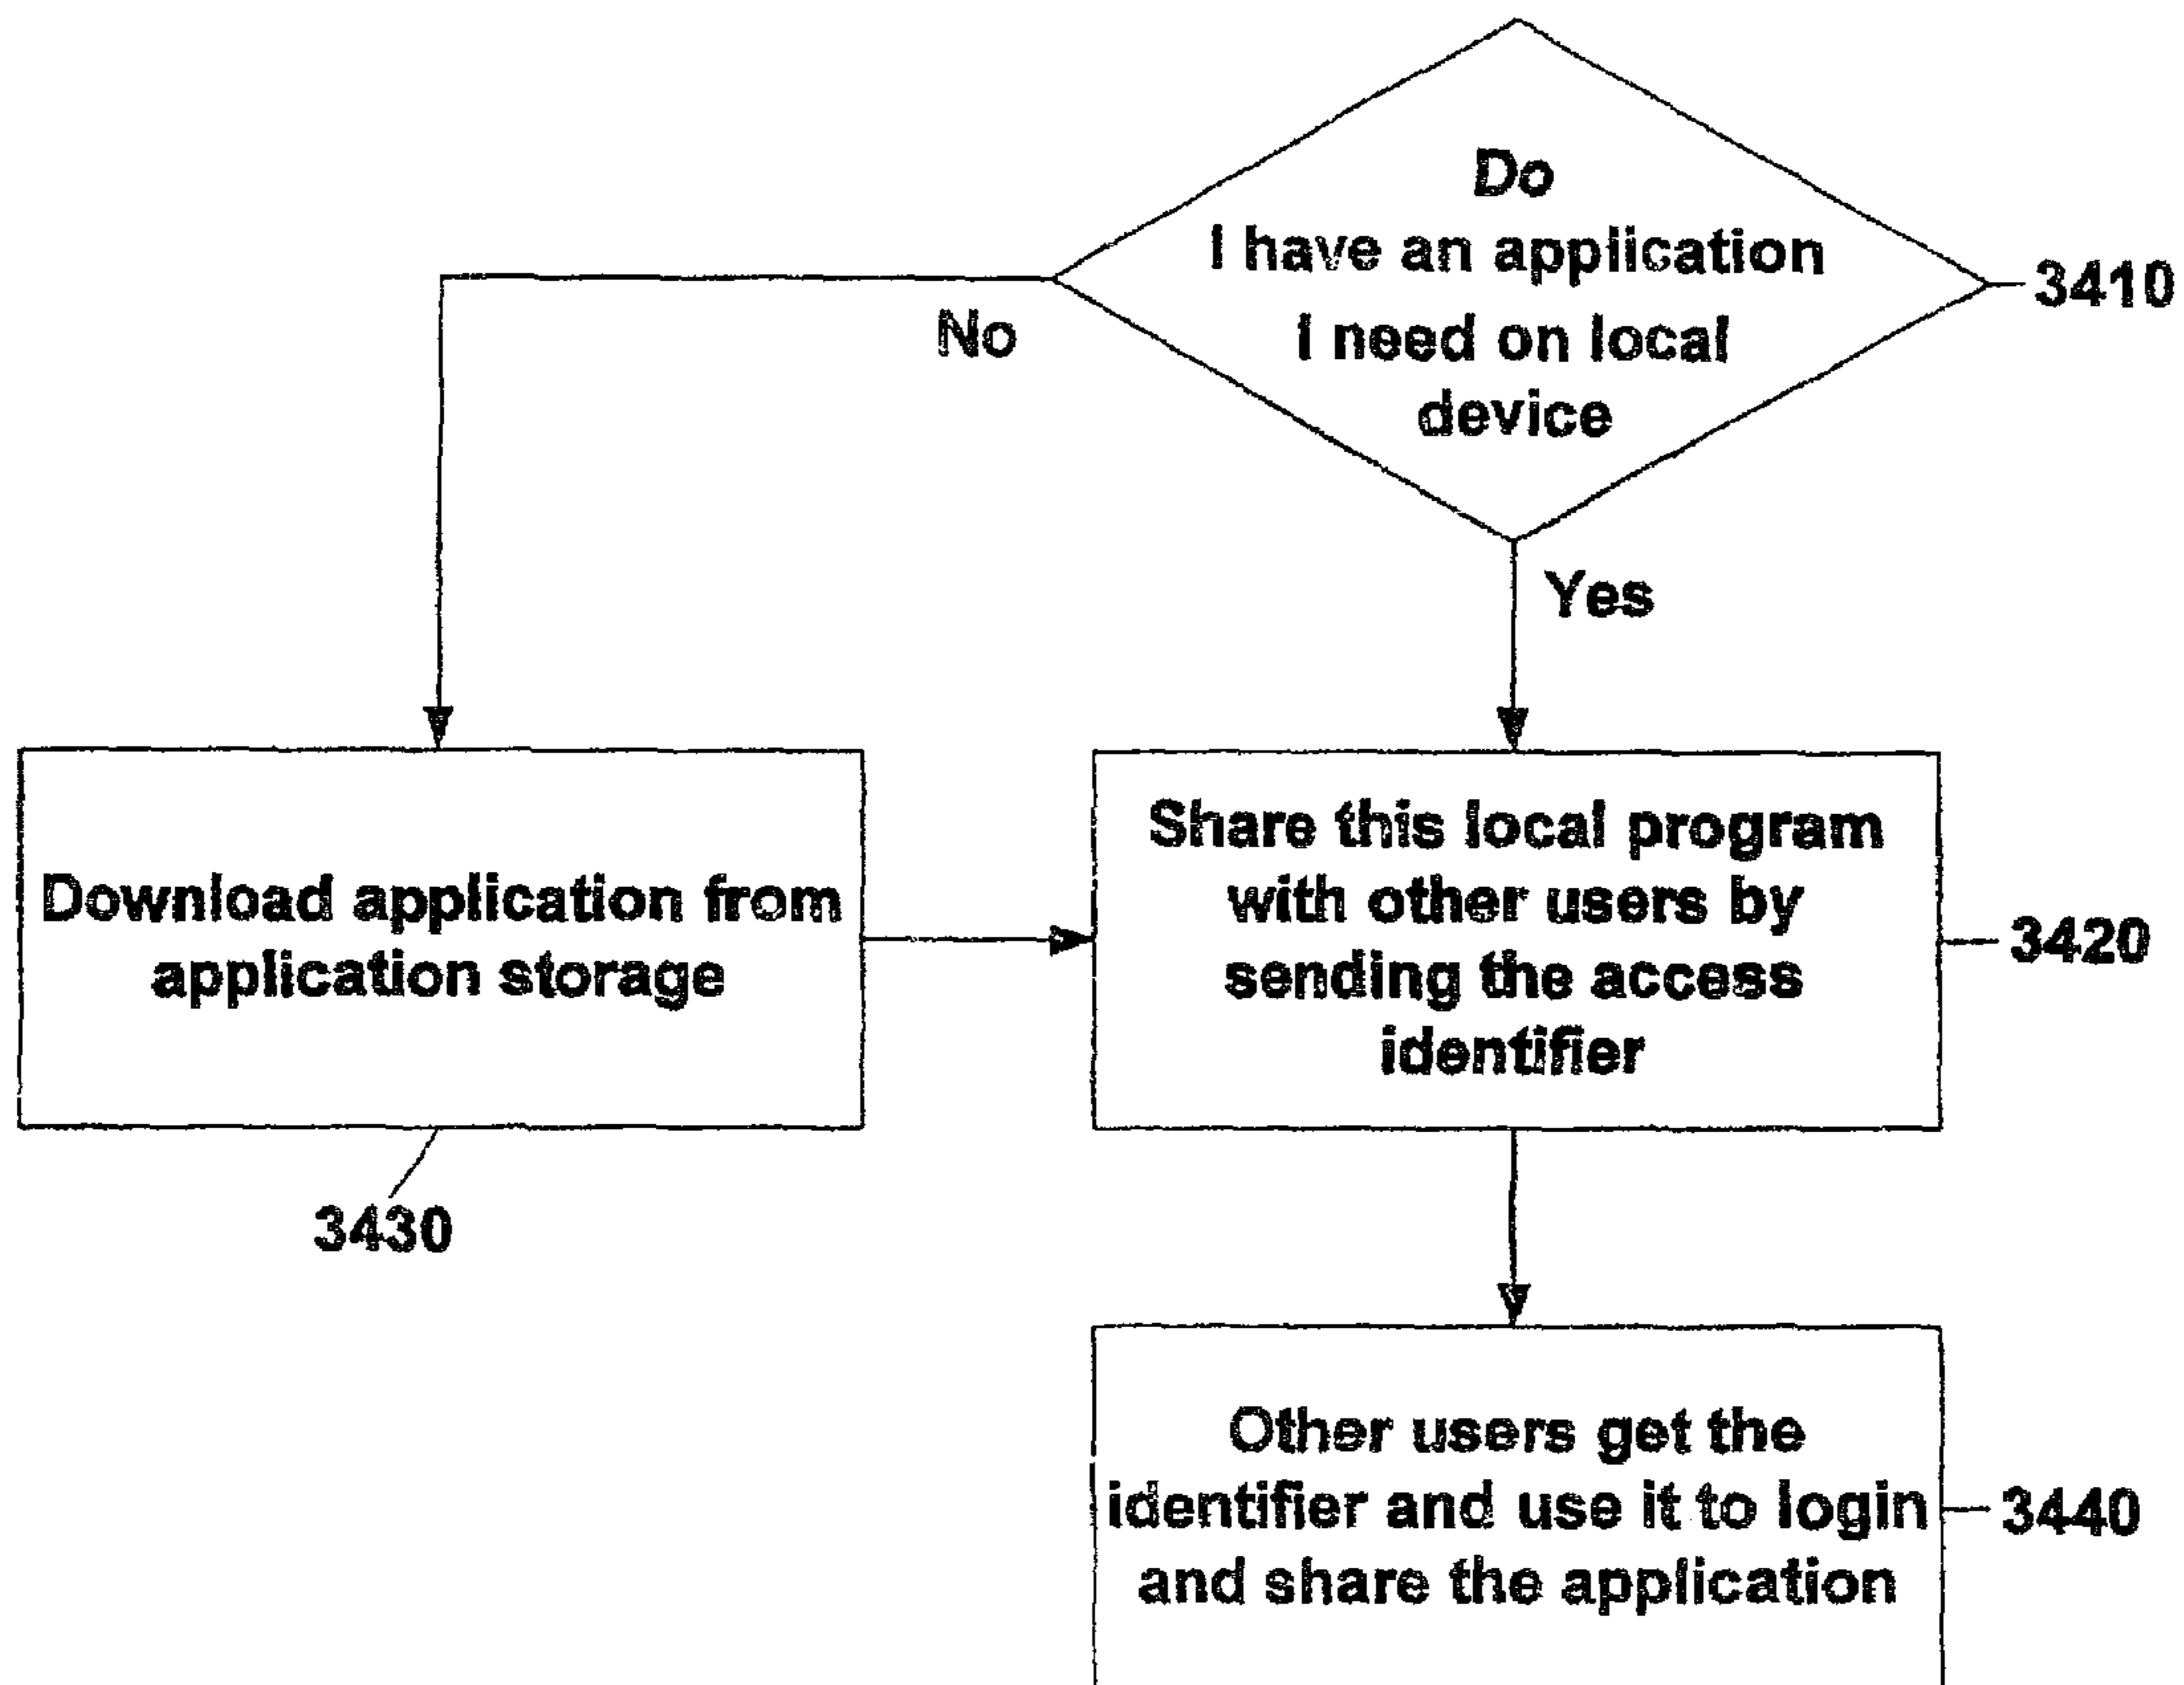 Do
I have an application
I need on local
device
3410
No
Yes
Download application from
application storage
3430
Share this local program
with other users by
sending the access
identifier
3420
Other users get the
identifier and use it to login
and share the application
3440